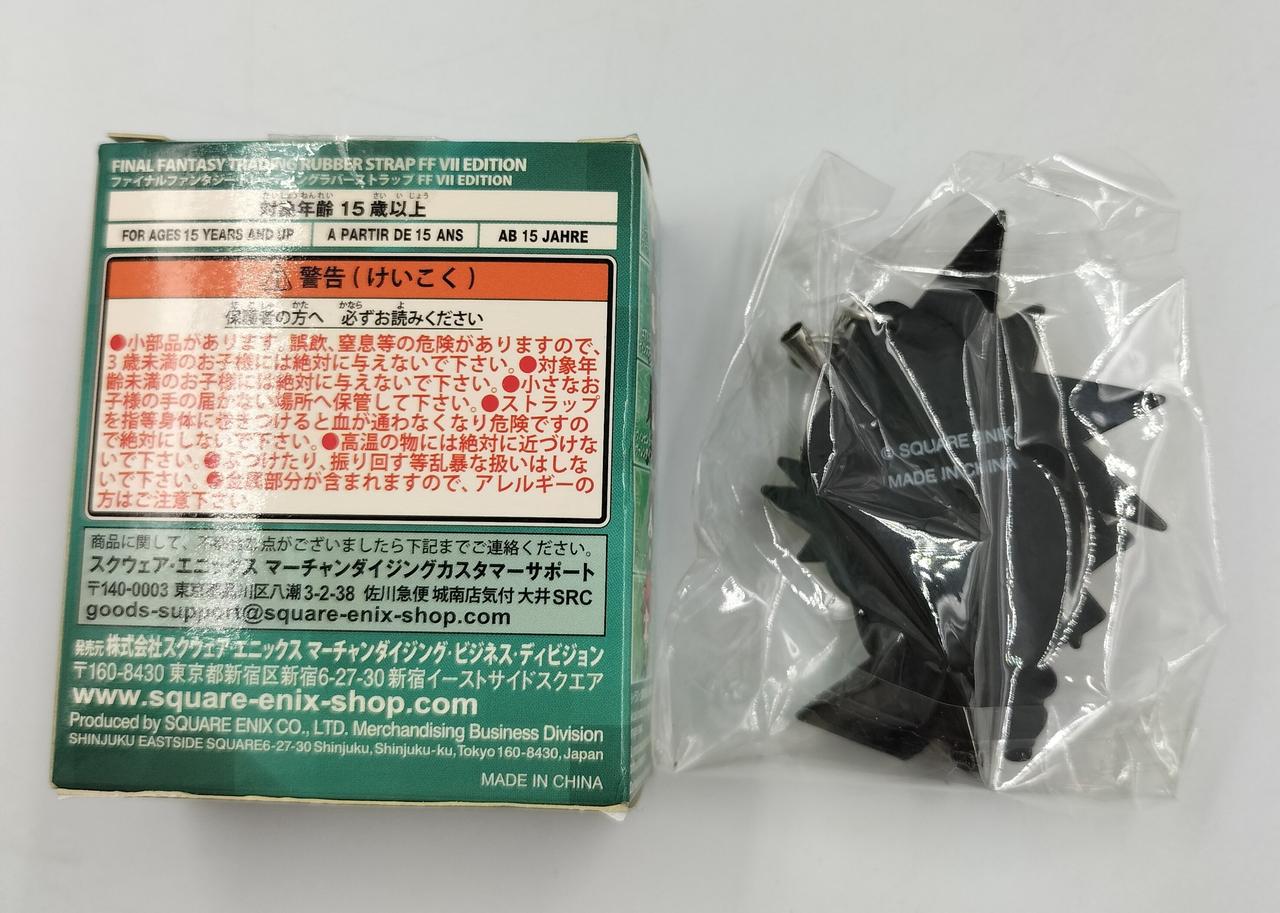 FINAL FANTASY TRADING RUBBER STRAP FF VII EDITION
ファイナルファンタジー トレーディングラバーストラップ FF VII EDITION
対象年齢 15 歳以上
FOR AGES 15 YEARS AND UP
A PARTIR DE 15 ANS
AB 15 JAHRE
警告(けいこく)
保護者の方へ 必ずお読みください
●小部品があります。誤飲、窒息等の危険がありますので、
3 歳未満のお子様には絶対に与えないで下さい。●対象年
齢未満のお子様には絶対に与えないで下さい。●小さなお
子様の手の届かない場所へ保管して下さい。●ストラップ
を指等身体に巻きつけると血が通わなくなり危険ですの
で絶対にしないで下さい。●高温の物には絶対に近づけな
いで下さい。●ぶつけたり、振り回す等乱暴な扱いはしな
いで下さい。●金属部分が含まれますので、アレルギーの
方はご注意下さい。
商品に関して、不審な点がございましたら下記までご連絡ください。
スクウェア・エニックス マーチャンダイジングカスタマーサポート
〒140-0003 東京都品川区八潮 3-2-38 佐川急便 城南店気付 大井 SRC
goods-support@square-enix-shop.com
発売元 株式会社スクウェア・エニックス マーチャンダイジング・ビジネス・ディビジョン
〒160-8430 東京都新宿区新宿6-27-30 新宿イーストサイドスクエア
www.square-enix-shop.com
Produced by SQUARE ENIX CO., LTD. Merchandising Business Division
SHINJUKU EASTSIDE SQUARE6-27-30 Shinjuku, Shinjuku-ku, Tokyo 160-8430, Japan
MADE IN CHINA
© SQUARE ENIX
MADE IN CHINA